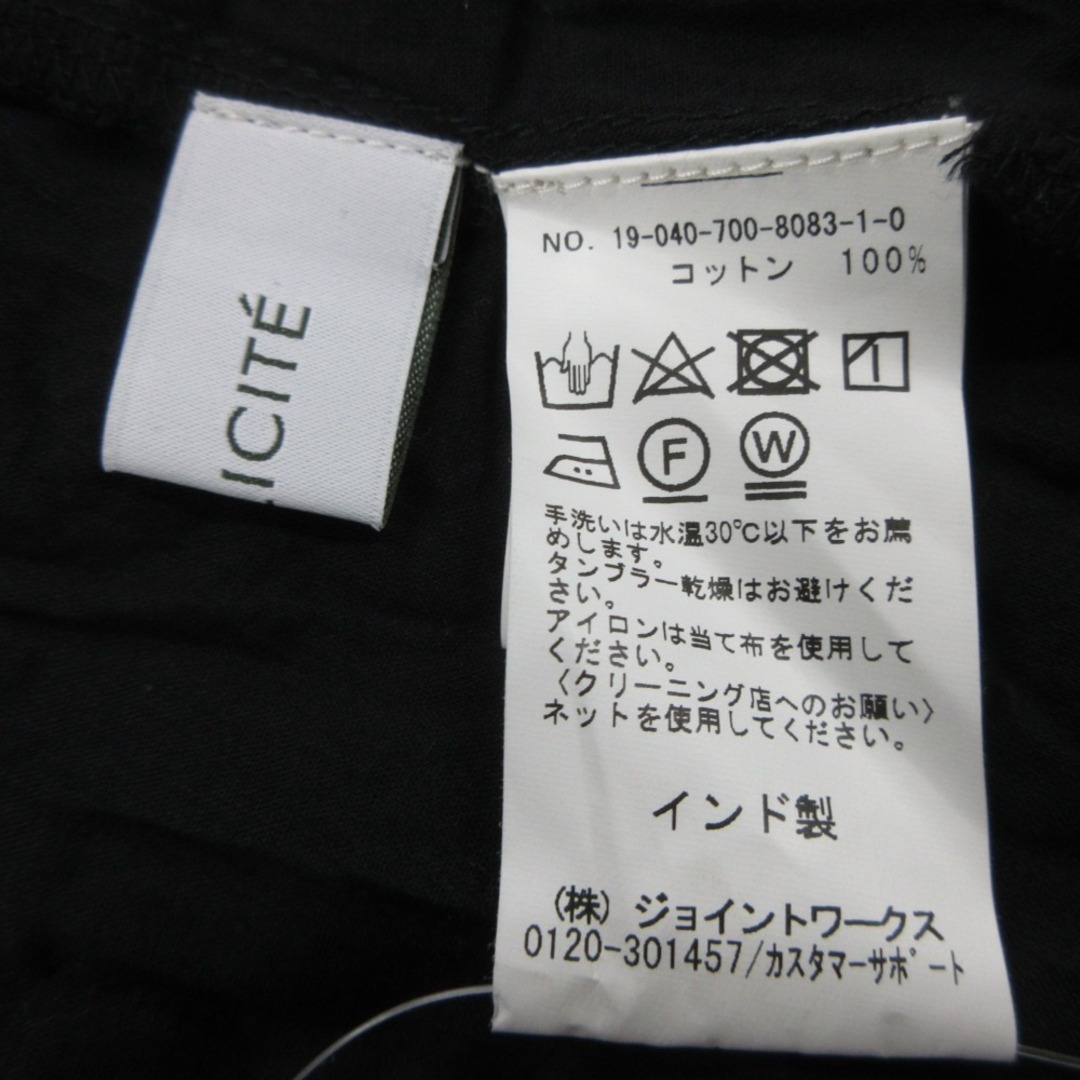 LICITÉ
NO. 19-040-700-8083-1-0
コットン 100%
F
W
手洗いは水温30℃以下をお薦
めします。
タンブラー乾燥はお避けくだ
さい。
アイロンは当て布を使用して
ください。
〈クリーニング店へのお願い〉
ネットを使用してください。
インド製
(株) ジョイントワークス
0120-301457/カスタマーサポート